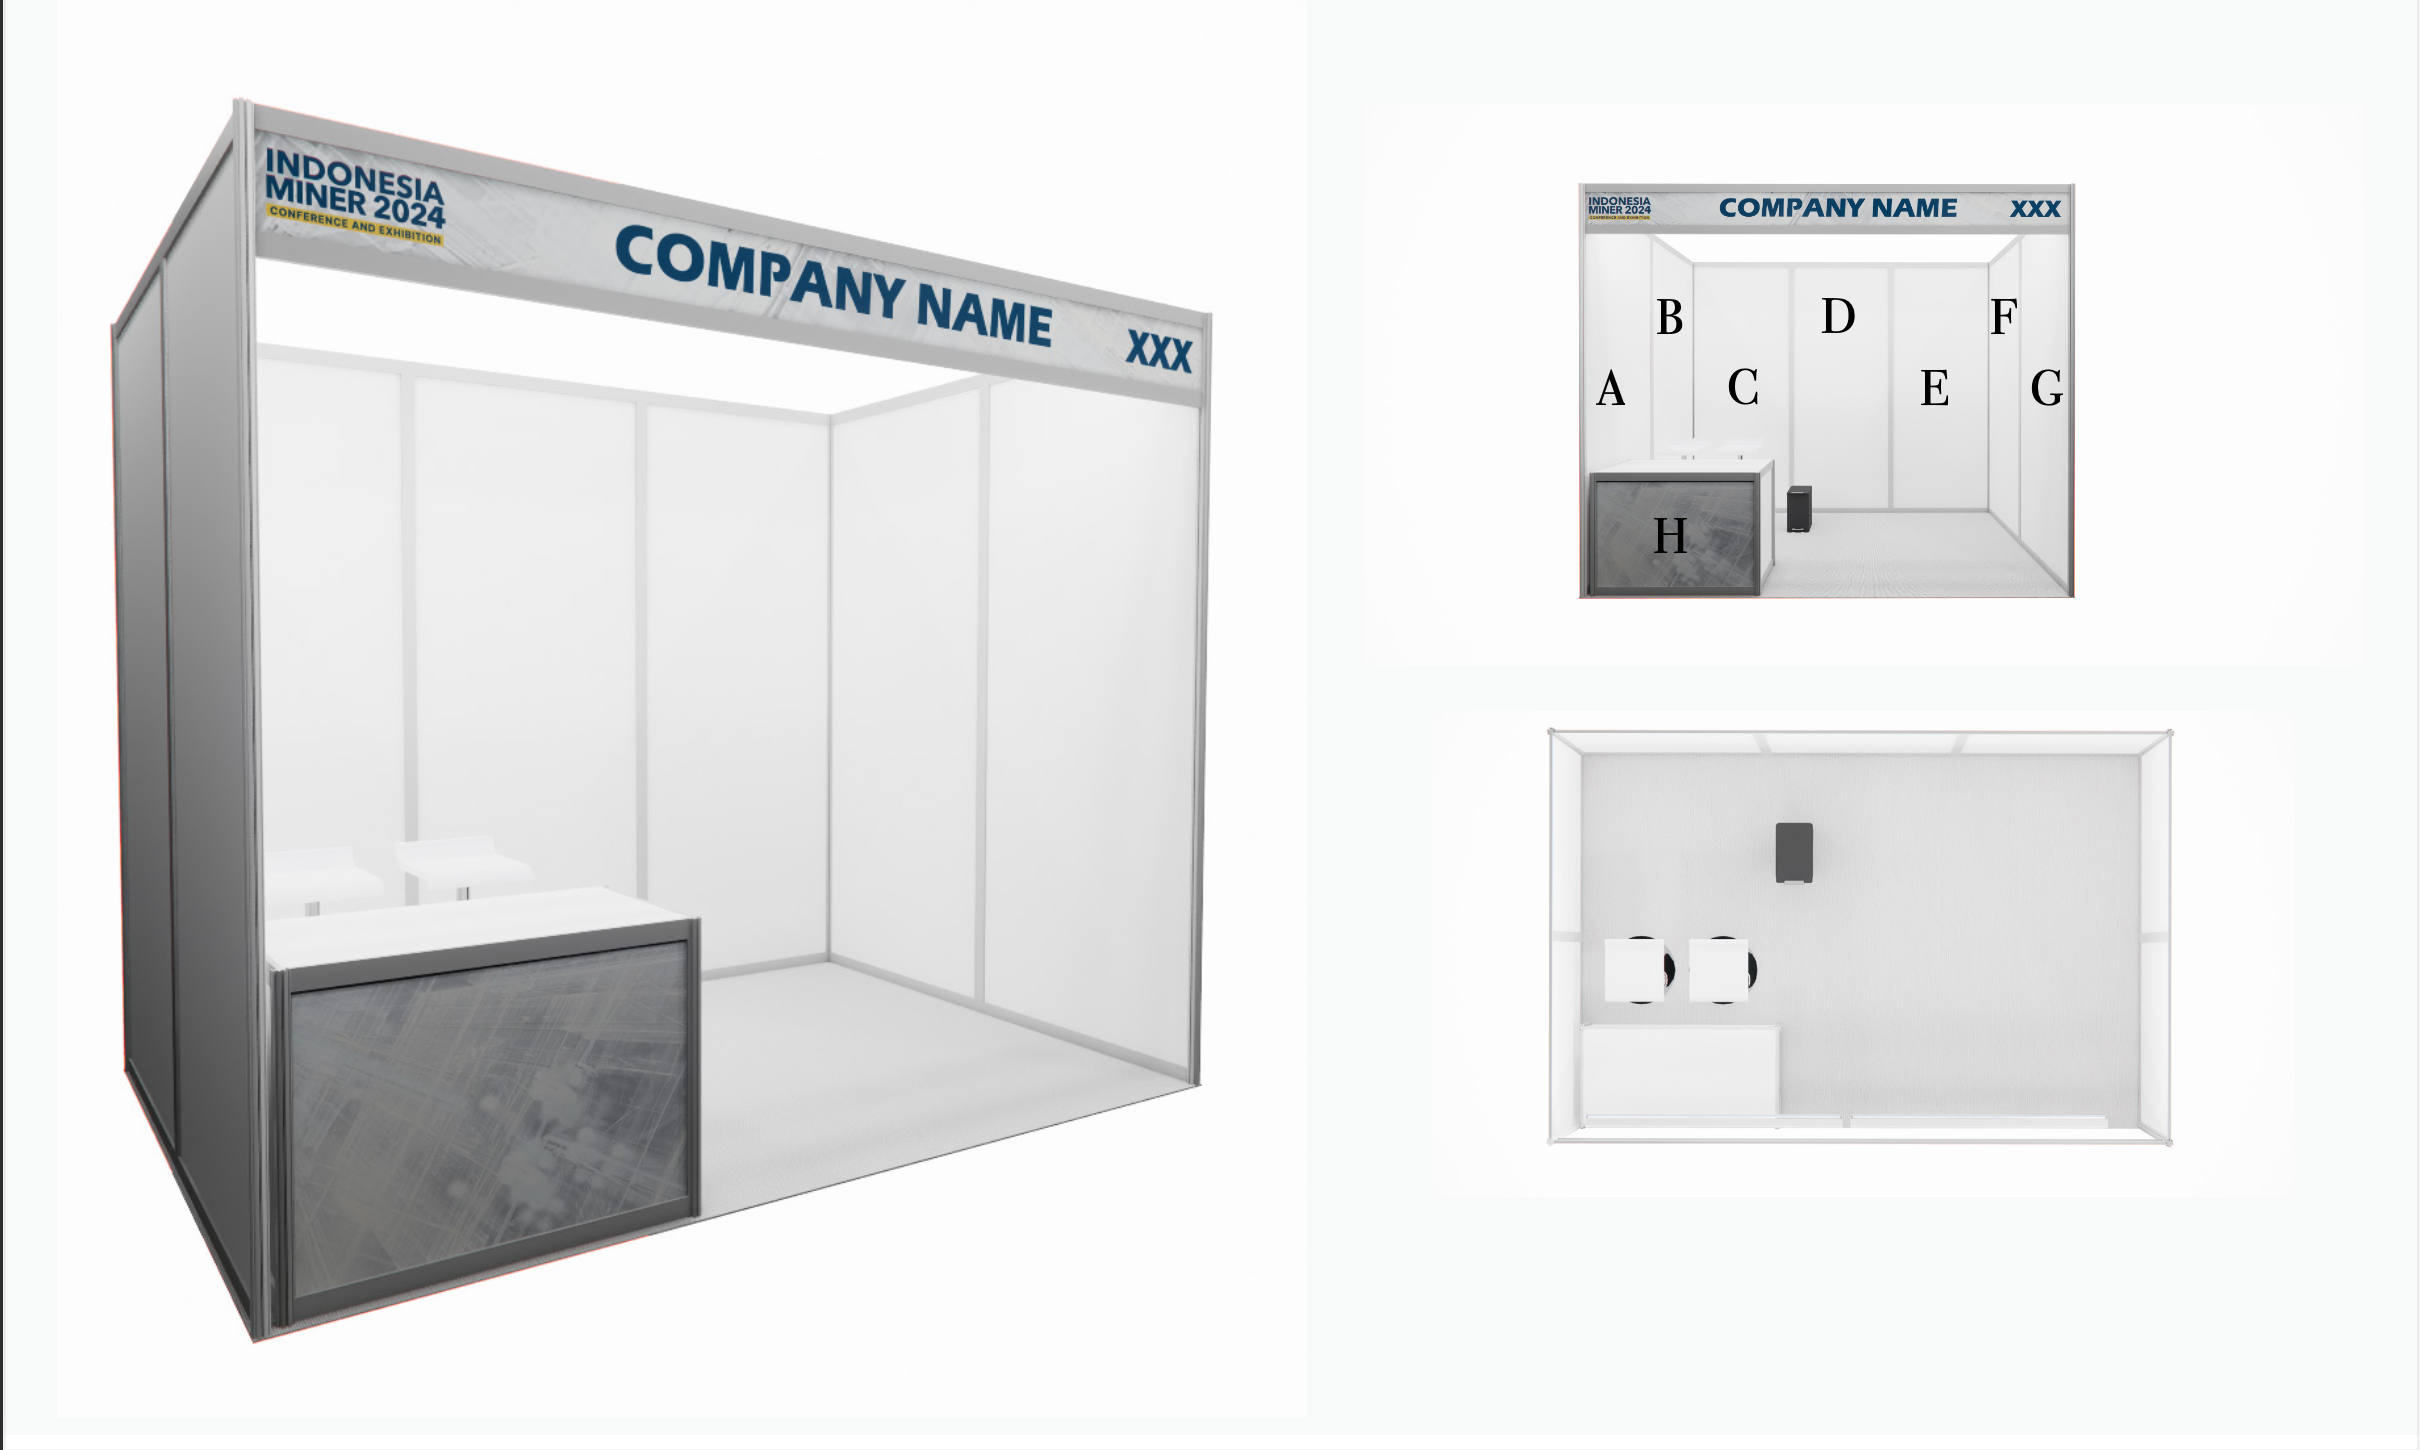 INDONESIA
MINER 2024
CONFERENCE AND EXHIBITION
COMPANY NAME
XXX
INDONESIA
MINER 2024
CONFERENCE AND EXHIBITION
COMPANY NAME
XXX
B
D
F
A
C
E
G
H